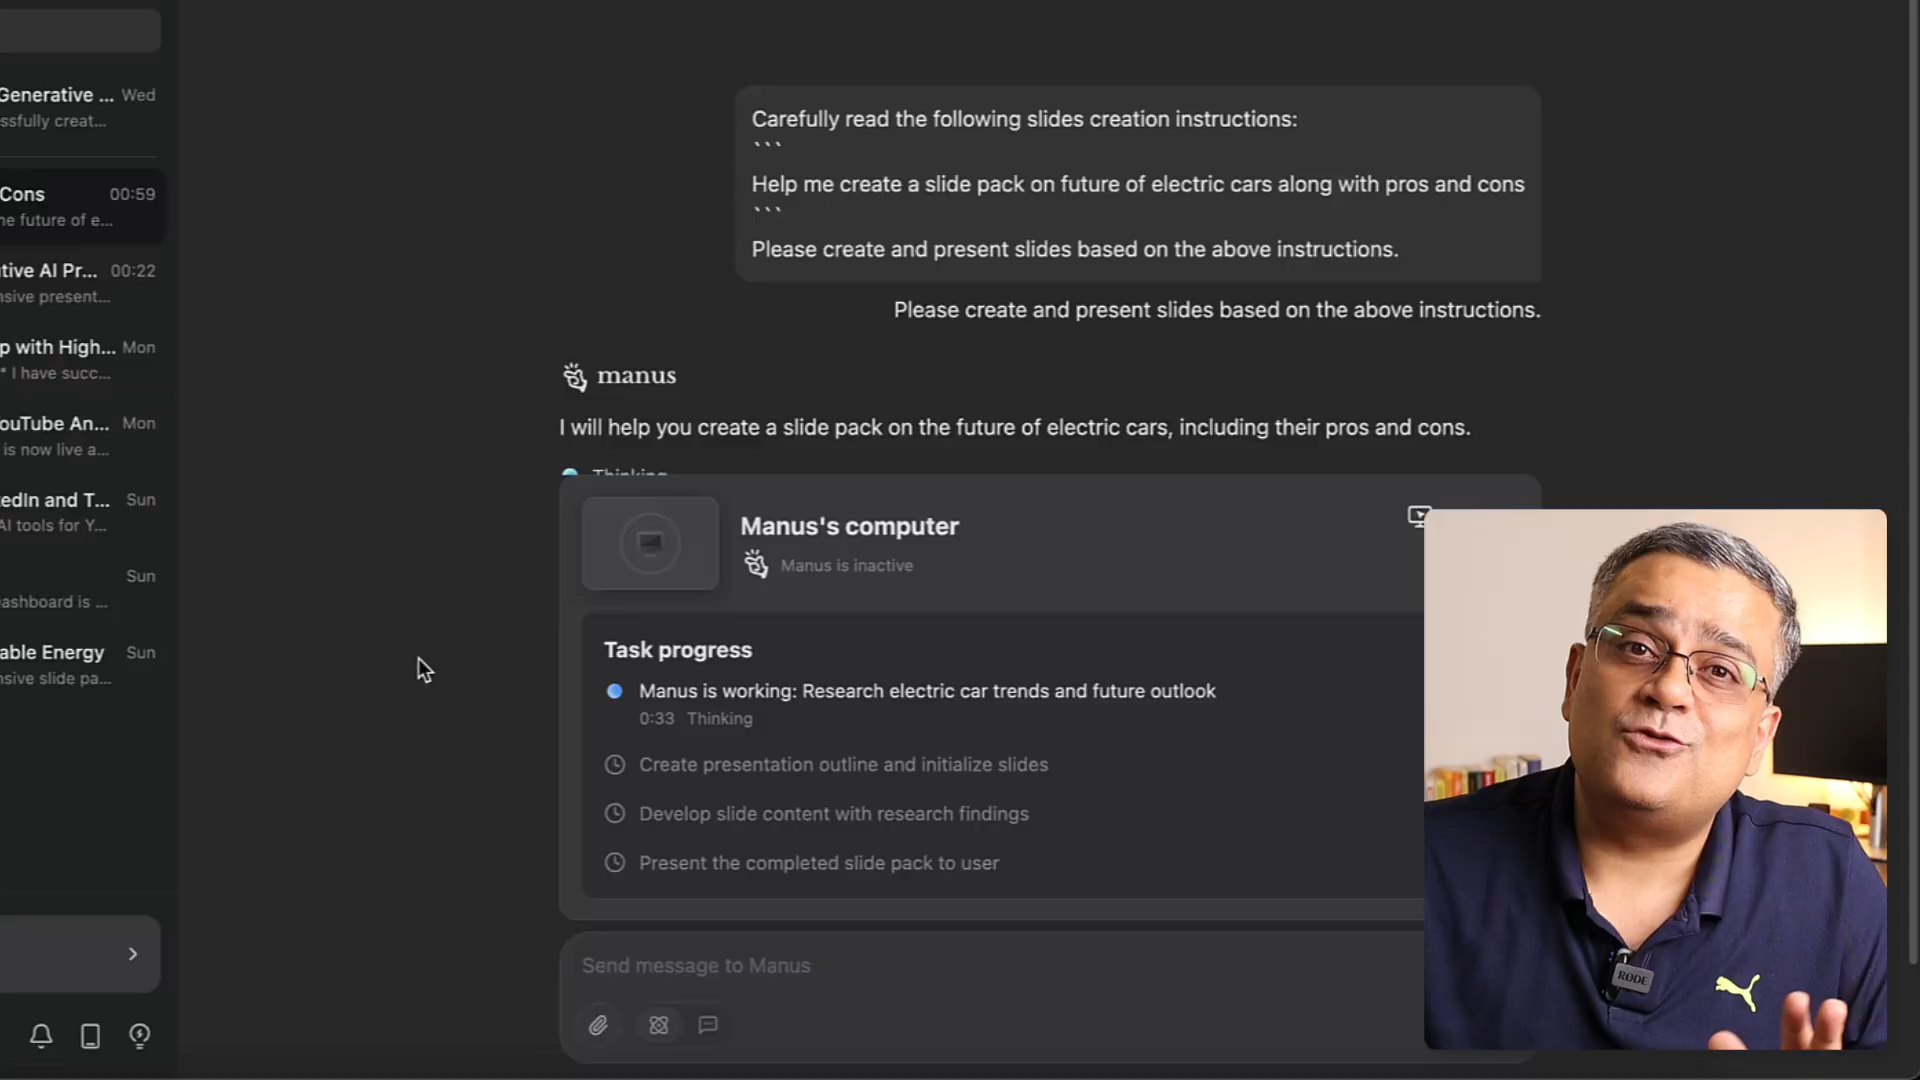 Generative ... Wed
ssfully creat...
Cons 00:59
ne future of e...
tive AI Pr... 00:22
nsive present...
p with High... Mon
* I have succ...
ouTube An... Mon
is now live a...
edIn and T... Sun
AI tools for Y...
Sun
ashboard is ...
able Energy Sun
nsive slide pa...
Carefully read the following slides creation instructions:
```
Help me create a slide pack on future of electric cars along with pros and cons
```
Please create and present slides based on the above instructions.
Please create and present slides based on the above instructions.
manus
I will help you create a slide pack on the future of electric cars, including their pros and cons.
Thinking
Manus's computer
Manus is inactive
Task progress
Manus is working: Research electric car trends and future outlook
0:33 Thinking
Create presentation outline and initialize slides
Develop slide content with research findings
Present the completed slide pack to user
Send message to Manus
RODE